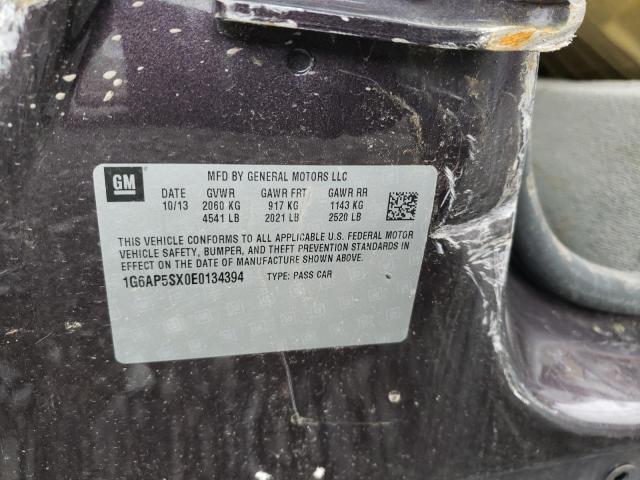 GM
MFD BY GENERAL MOTORS LLC
DATE GVWR GAWR FRT GAWR RR
10/13 2060 KG 917 KG 1143 KG
4541 LB 2021 LB 2520 LB
THIS VEHICLE CONFORMS TO ALL APPLICABLE U.S. FEDERAL MOTOR
VEHICLE SAFETY, BUMPER, AND THEFT PREVENTION STANDARDS IN
EFFECT ON THE DATE OF MANUFACTURE SHOWN ABOVE.
1G6AP5SX0E0134394 TYPE: PASS CAR